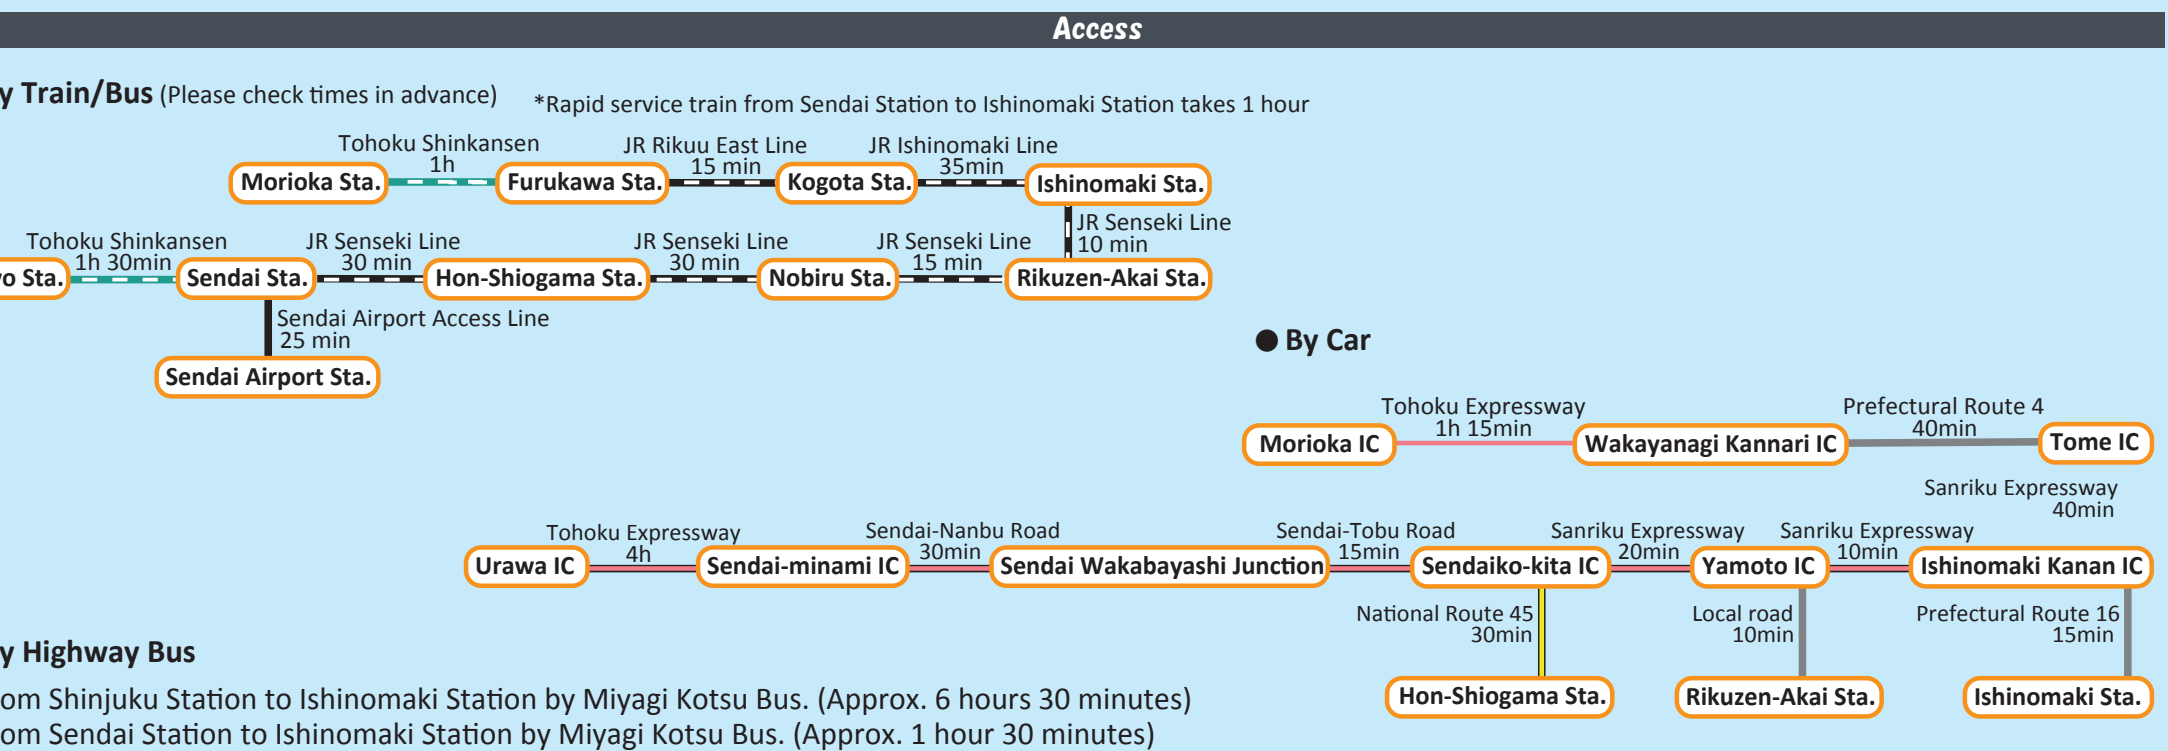 Access
y Train/Bus (Please check times in advance)
*Rapid service train from Sendai Station to Ishinomaki Station takes 1 hour
Tohoku Shinkansen
1h
JR Rikuu East Line
15 min
JR Ishinomaki Line
35min
Morioka Sta.
Furukawa Sta.
Kogota Sta.
Ishinomaki Sta.
JR Senseki Line
10 min
Tohoku Shinkansen
1h 30min
JR Senseki Line
30 min
JR Senseki Line
30 min
JR Senseki Line
15 min
yo Sta.
Sendai Sta.
Hon-Shiogama Sta.
Nobiru Sta.
Rikuzen-Akai Sta.
Sendai Airport Access Line
25 min
Sendai Airport Sta.
● By Car
Tohoku Expressway
1h 15min
Prefectural Route 4
40min
Morioka IC
Wakayanagi Kannari IC
Tome IC
Sanriku Expressway
40min
Tohoku Expressway
4h
Sendai-Nanbu Road
30min
Sendai-Tobu Road
15min
Sanriku Expressway
20min
Sanriku Expressway
10min
Urawa IC
Sendai-minami IC
Sendai Wakabayashi Junction
Sendaiko-kita IC
Yamoto IC
Ishinomaki Kanan IC
National Route 45
30min
Local road
10min
Prefectural Route 16
15min
Hon-Shiogama Sta.
Rikuzen-Akai Sta.
Ishinomaki Sta.
y Highway Bus
om Shinjuku Station to Ishinomaki Station by Miyagi Kotsu Bus. (Approx. 6 hours 30 minutes)
om Sendai Station to Ishinomaki Station by Miyagi Kotsu Bus. (Approx. 1 hour 30 minutes)